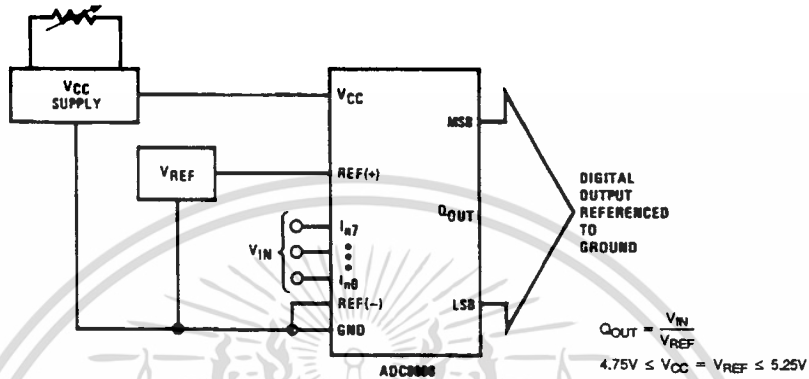 VCC
SUPPLY
VCC
MSB
VREF
REF(+)
DIGITAL
OUTPUT
REFERENCED
TO
GROUND
QOUT
VIN
In7
In0
REF(−)
GND
LSB
QOUT = VIN / VREF
4.75V ≤ VCC = VREF ≤ 5.25V